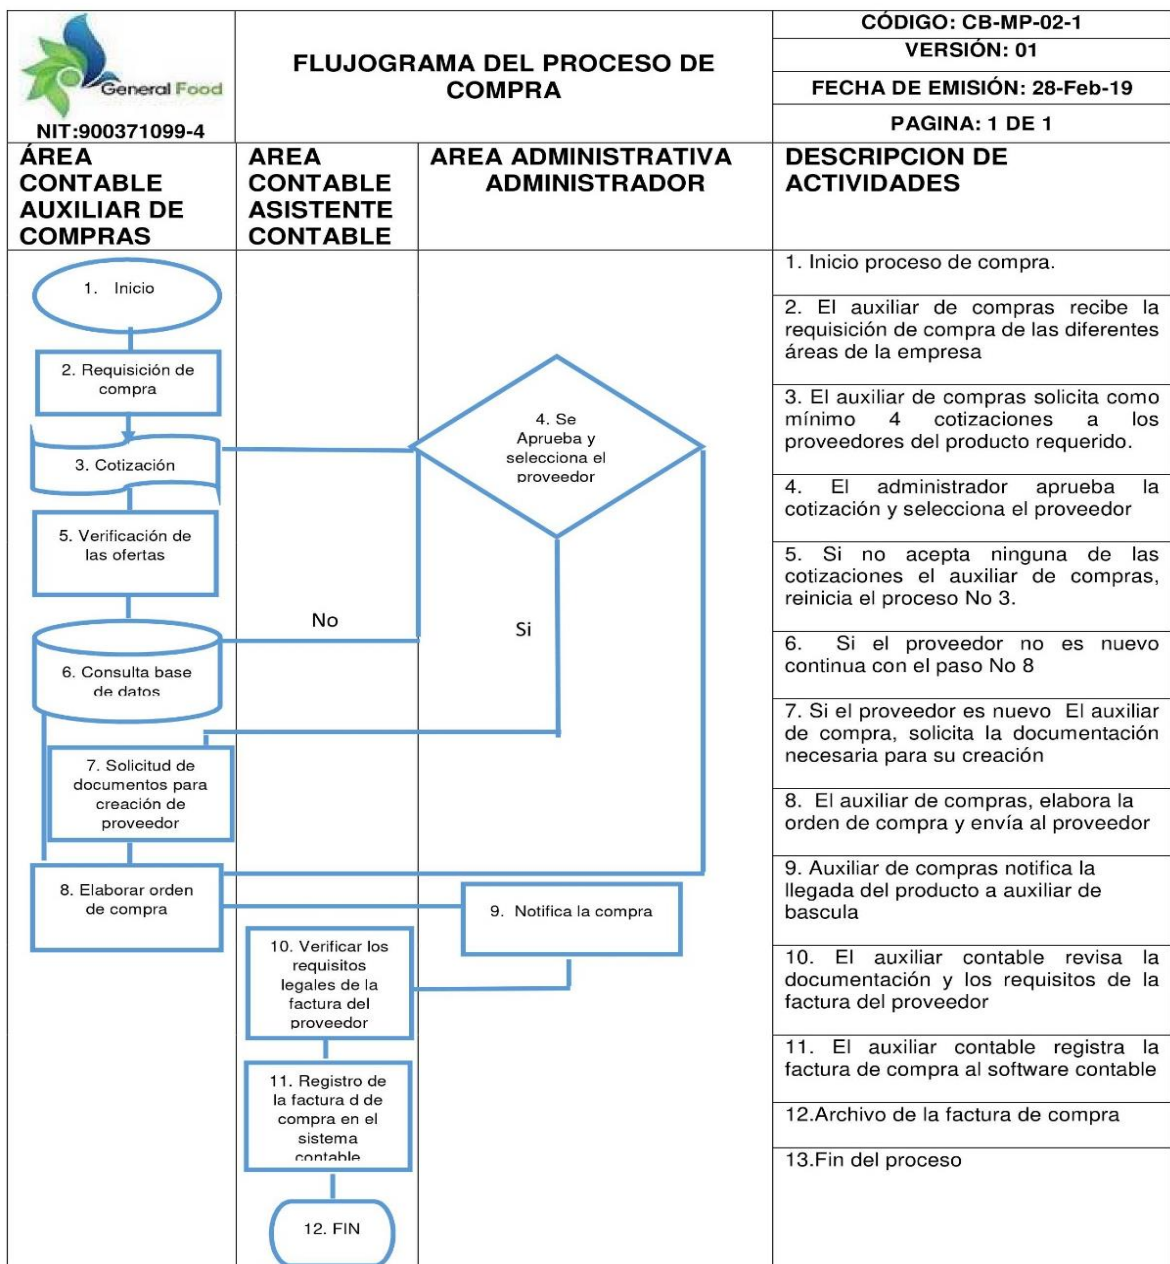 General Food
NIT:900371099-4
FLUJOGRAMA DEL PROCESO DE
COMPRA
CÓDIGO: CB-MP-02-1
VERSIÓN: 01
FECHA DE EMISIÓN: 28-Feb-19
PAGINA: 1 DE 1
ÁREA
CONTABLE
AUXILIAR DE
COMPRAS
AREA
CONTABLE
ASISTENTE
CONTABLE
AREA ADMINISTRATIVA
ADMINISTRADOR
DESCRIPCION DE
ACTIVIDADES
1. Inicio
2. Requisición de
compra
3. Cotización
4. Se
Aprueba y
selecciona el
proveedor
5. Verificación de
las ofertas
No
Si
6. Consulta base
de datos
7. Solicitud de
documentos para
creación de
proveedor
8. Elaborar orden
de compra
9. Notifica la compra
10. Verificar los
requisitos
legales de la
factura del
proveedor
11. Registro de
la factura d de
compra en el
sistema
contable
12. FIN
1. Inicio proceso de compra.
2. El auxiliar de compras recibe la
requisición de compra de las diferentes
áreas de la empresa
3. El auxiliar de compras solicita como
mínimo 4 cotizaciones a los
proveedores del producto requerido.
4. El administrador aprueba la
cotización y selecciona el proveedor
5. Si no acepta ninguna de las
cotizaciones el auxiliar de compras,
reinicia el proceso No 3.
6. Si el proveedor no es nuevo
continua con el paso No 8
7. Si el proveedor es nuevo El auxiliar
de compra, solicita la documentación
necesaria para su creación
8. El auxiliar de compras, elabora la
orden de compra y envía al proveedor
9. Auxiliar de compras notifica la
llegada del producto a auxiliar de
bascula
10. El auxiliar contable revisa la
documentación y los requisitos de la
factura del proveedor
11. El auxiliar contable registra la
factura de compra al software contable
12.Archivo de la factura de compra
13.Fin del proceso